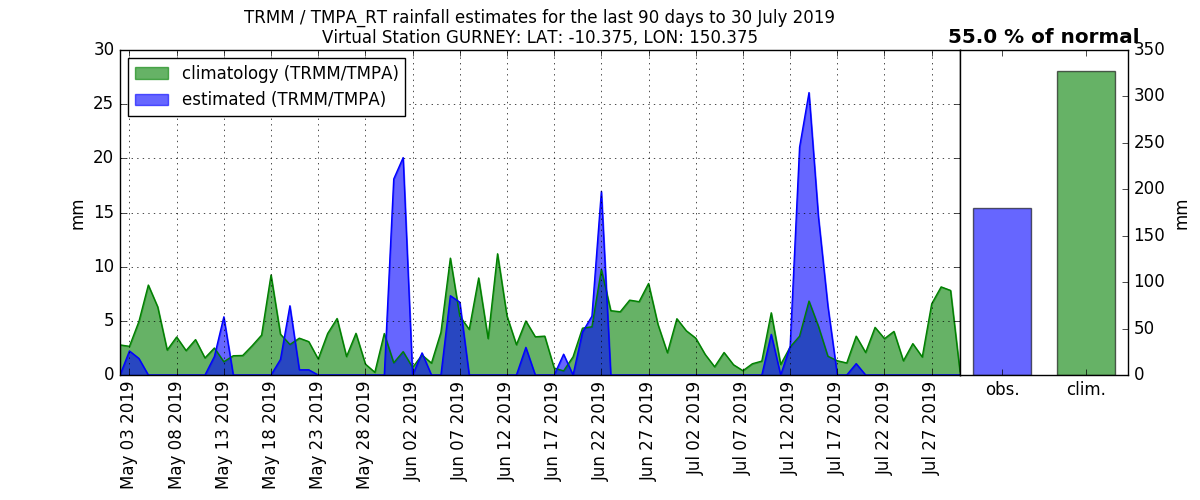 TRMM / TMPA_RT rainfall estimates for the last 90 days to 30 July 2019
Virtual Station GURNEY: LAT: -10.375, LON: 150.375
55.0 % of normal
climatology (TRMM/TMPA)
estimated (TRMM/TMPA)
mm
30
25
20
15
10
5
0
May 03 2019
May 08 2019
May 13 2019
May 18 2019
May 23 2019
May 28 2019
Jun 02 2019
Jun 07 2019
Jun 12 2019
Jun 17 2019
Jun 22 2019
Jun 27 2019
Jul 02 2019
Jul 07 2019
Jul 12 2019
Jul 17 2019
Jul 22 2019
Jul 27 2019
obs.
clim.
350
300
250
200
150
100
50
0
mm